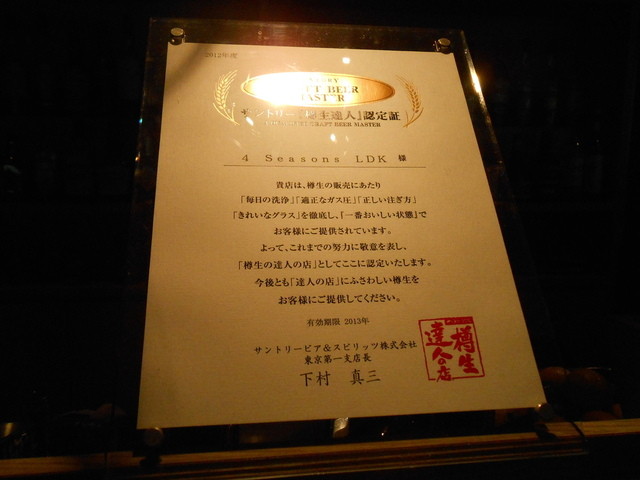 2012年度
BEER
MASTER
サントリー「樽生達人」認定証
DRAFT BEER MASTER
4 Seasons LDK 様
貴店は、樽生の販売にあたり
「毎日の洗浄」「適正なガス圧」「正しい注ぎ方」
「きれいなグラス」を徹底し、「一番おいしい状態」で
お客様にご提供されています。
よって、これまでの努力に敬意を表し、
「樽生の達人の店」としてここに認定いたします。
今後とも「達人の店」にふさわしい樽生を
お客様にご提供してください。
有効期限 2013年
サントリービア&スピリッツ株式会社
東京第一支店長
下村 真三
樽生
達人の店